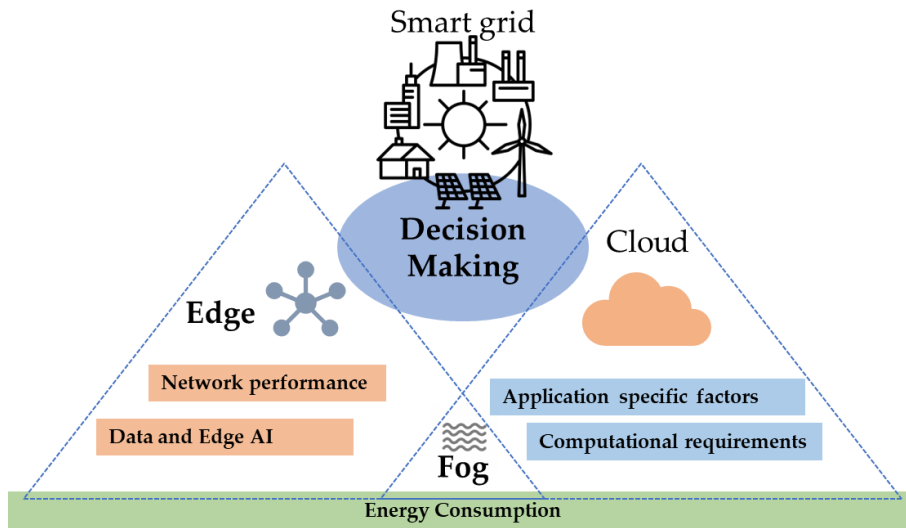 Smart grid
Decision
Making
Cloud
Edge
Network performance
Application specific factors
Data and Edge AI
Computational requirements
Fog
Energy Consumption